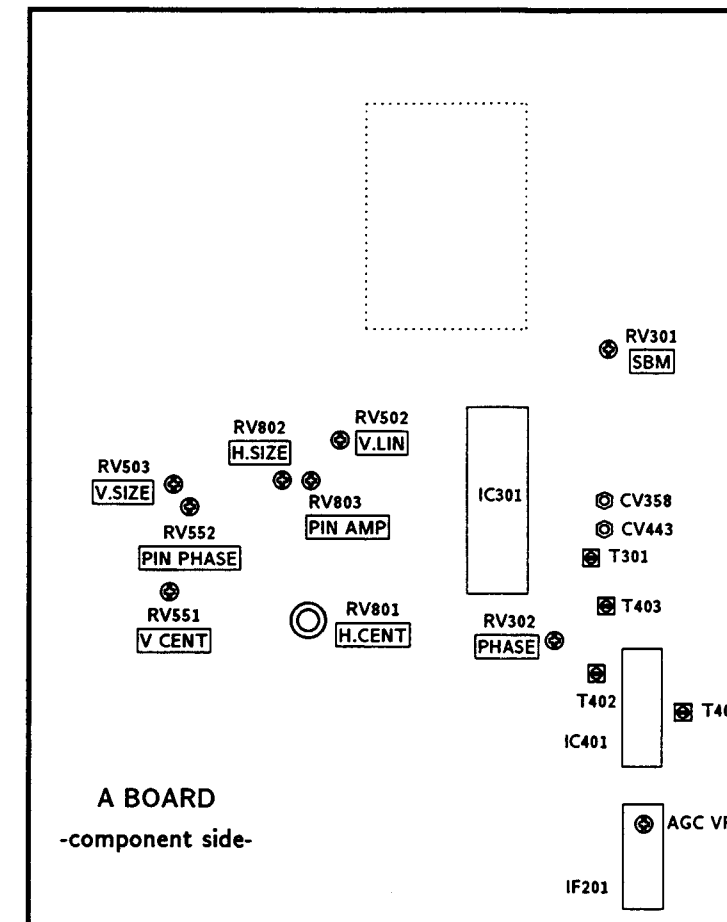 RV301
SBM
RV502
V.LIN
RV802
H.SIZE
RV503
V.SIZE
RV803
PIN AMP
IC301
CV358
CV443
RV552
PIN PHASE
T301
T403
RV551
V CENT
RV801
H.CENT
RV302
PHASE
T402
IC401
A BOARD
-component side-
AGC
IF201